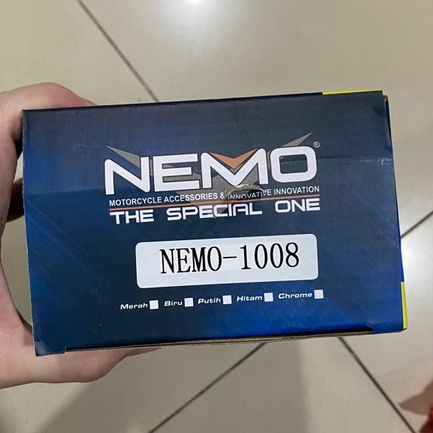 NEMO®
MOTORCYCLE ACCESSORIES & INNOVATIVE INNOVATION
THE SPECIAL ONE
NEMO-1008
Merah Biru Putih Hitam Chrome